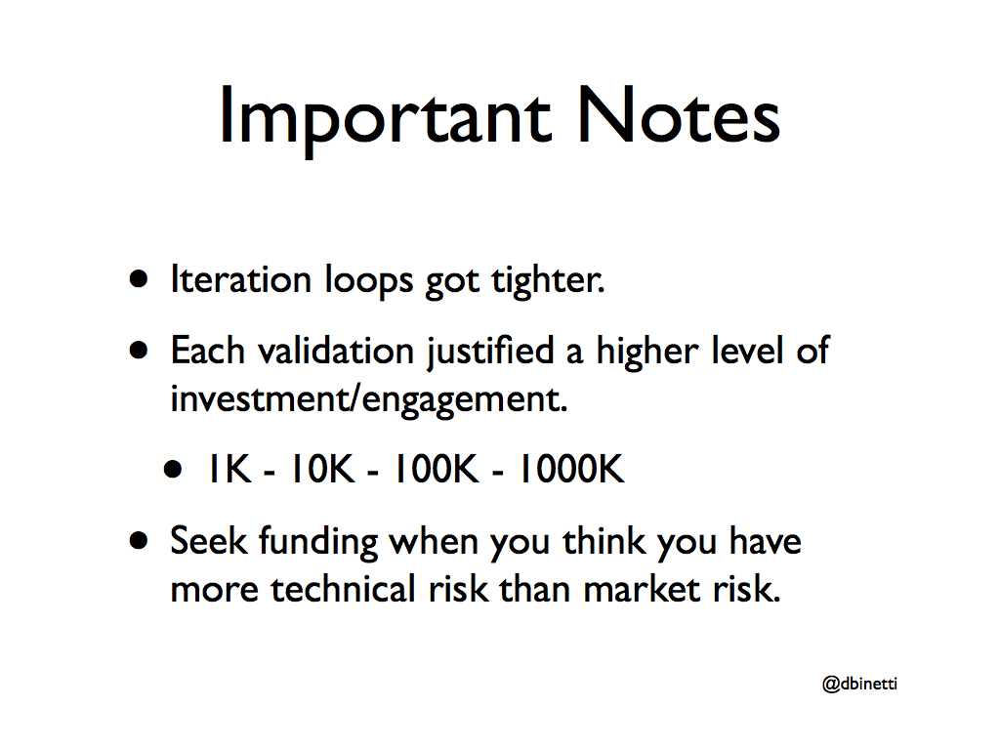 Important Notes
• Iteration loops got tighter.
• Each validation justified a higher level of
investment/engagement.
• 1K - 10K - 100K - 1000K
• Seek funding when you think you have
more technical risk than market risk.
@dbinetti